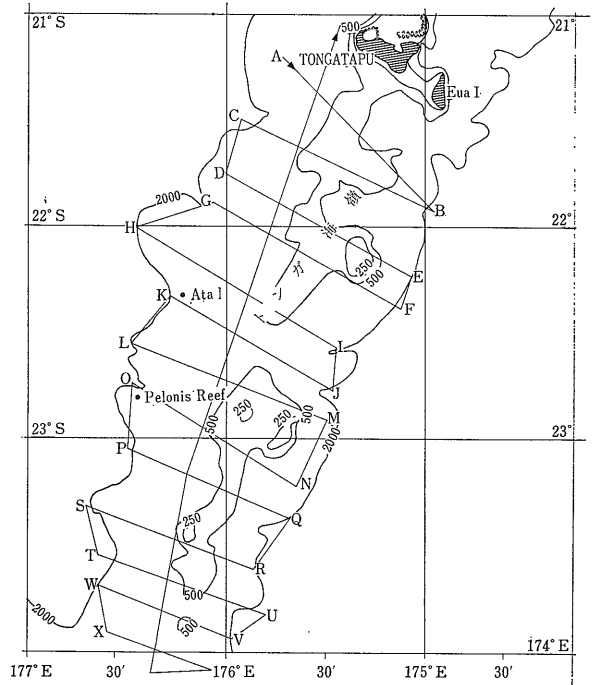 21°S
21°
500
A
TONGATAPU
Eua I.
C
D
2000
G
B
海嶺
22°S
22°
H
250
500
E
F
トンガ
K
Ata I
I
L
J
O
Pelonis Reef
250
250
500
M
500
23°S
23°
2000
P
N
S
250
Q
T
R
W
500
U
2000
X
500
V
174°E
177°E
30'
176°E
30'
175°E
30'